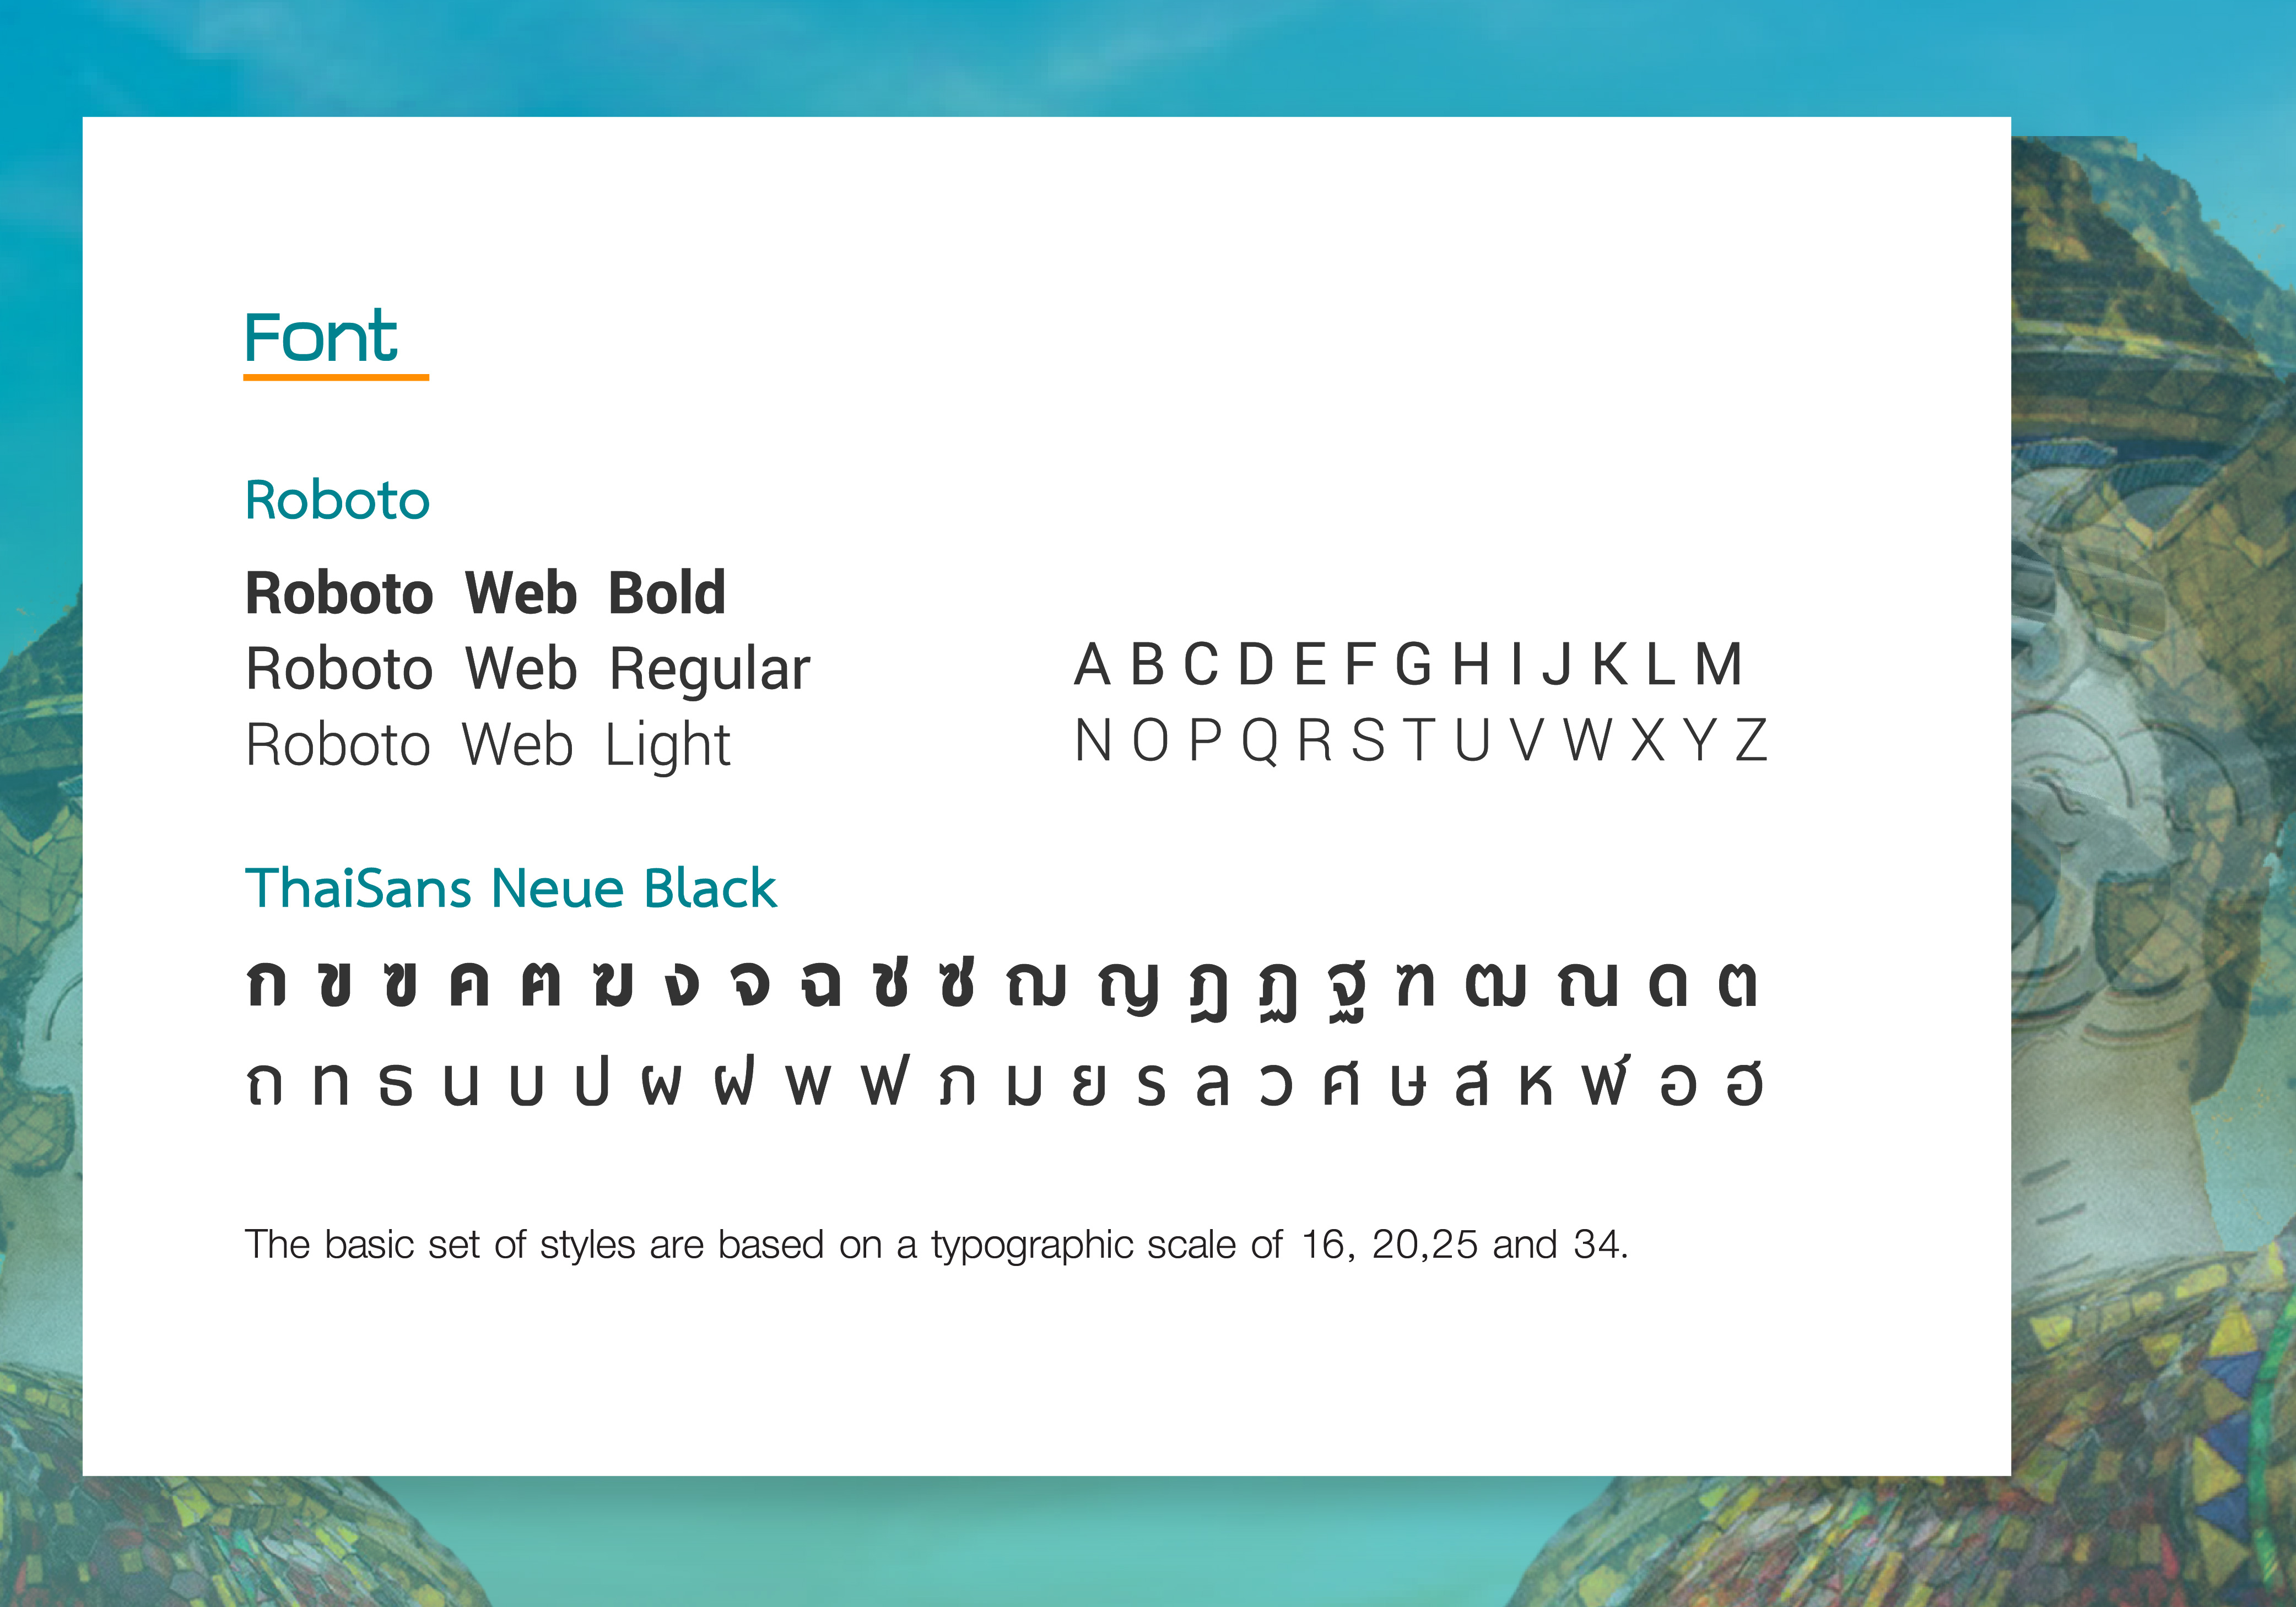 Font
Roboto
Roboto Web Bold
Roboto Web Regular
Roboto Web Light
A B C D E F G H I J K L M
N O P Q R S T U V W X Y Z
ThaiSans Neue Black
ก ข ฃ ค ฅ ฆ ง จ ฉ ช ซ ฌ ญ ฎ ฏ ฐ ฑ ฒ ณ ด ต
ถ ท ธ น บ ป ผ ฝ พ ฟ ภ ม ย ร ล ว ศ ษ ส ห ฬ อ ฮ
The basic set of styles are based on a typographic scale of 16, 20,25 and 34.